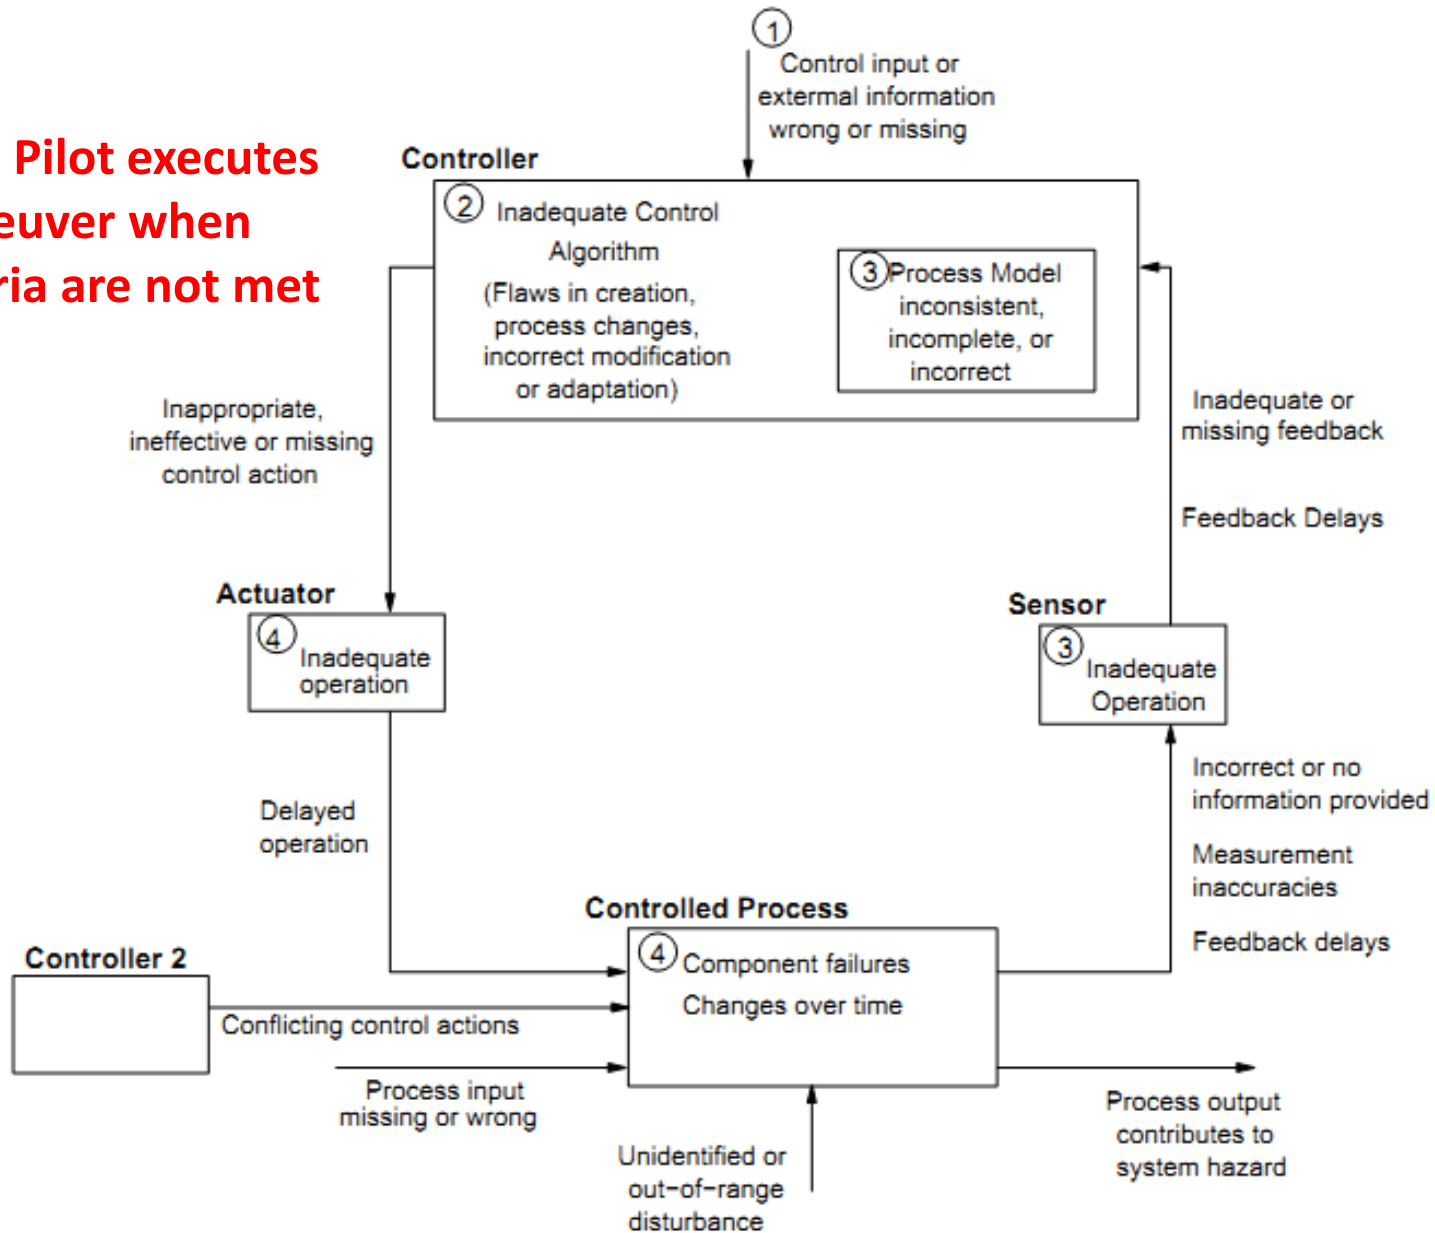 1
Control input or
extermal information
wrong or missing
Pilot executes
euver when
ria are not met
Controller
2
Inadequate Control
Algorithm
(Flaws in creation,
process changes,
incorrect modification
or adaptation)
3
Process Model
inconsistent,
incomplete, or
incorrect
Inappropriate,
ineffective or missing
control action
Inadequate or
missing feedback
Feedback Delays
Actuator
4
Inadequate
operation
Sensor
3
Inadequate
Operation
Delayed
operation
Incorrect or no
information provided
Measurement
inaccuracies
Feedback delays
Controlled Process
4
Component failures
Changes over time
Controller 2
Conflicting control actions
Process input
missing or wrong
Unidentified or
out−of−range
disturbance
Process output
contributes to
system hazard